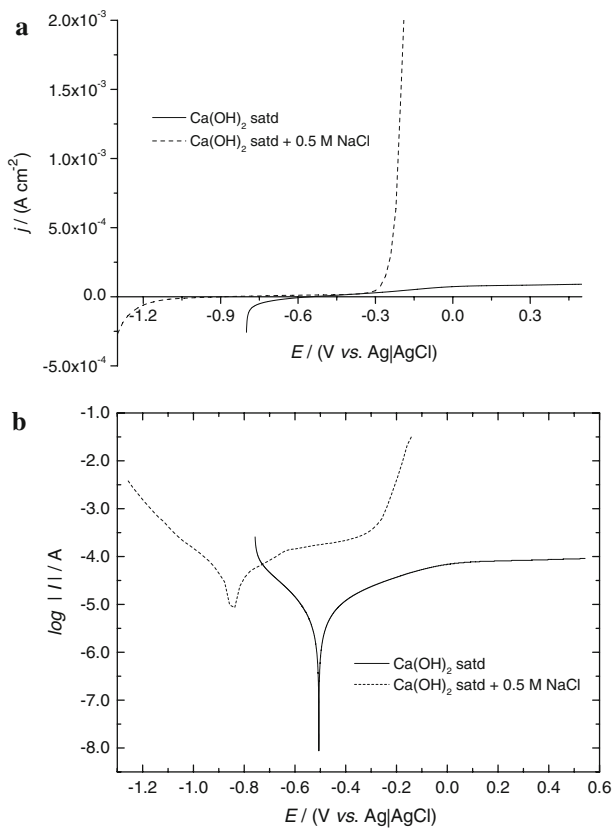 a
2.0x10⁻³
1.5x10⁻³
1.0x10⁻³
5.0x10⁻⁴
0.0
-5.0x10⁻⁴
j / (A cm⁻²)
Ca(OH)₂ satd
Ca(OH)₂ satd + 0.5 M NaCl
-1.2 -0.9 -0.6 -0.3 0.0 0.3
E / (V vs. Ag|AgCl)
b
-1.0
-2.0
-3.0
-4.0
-5.0
-6.0
-7.0
-8.0
log | I | / A
Ca(OH)₂ satd
Ca(OH)₂ satd + 0.5 M NaCl
-1.2 -1.0 -0.8 -0.6 -0.4 -0.2 0.0 0.2 0.4 0.6
E / (V vs. Ag|AgCl)